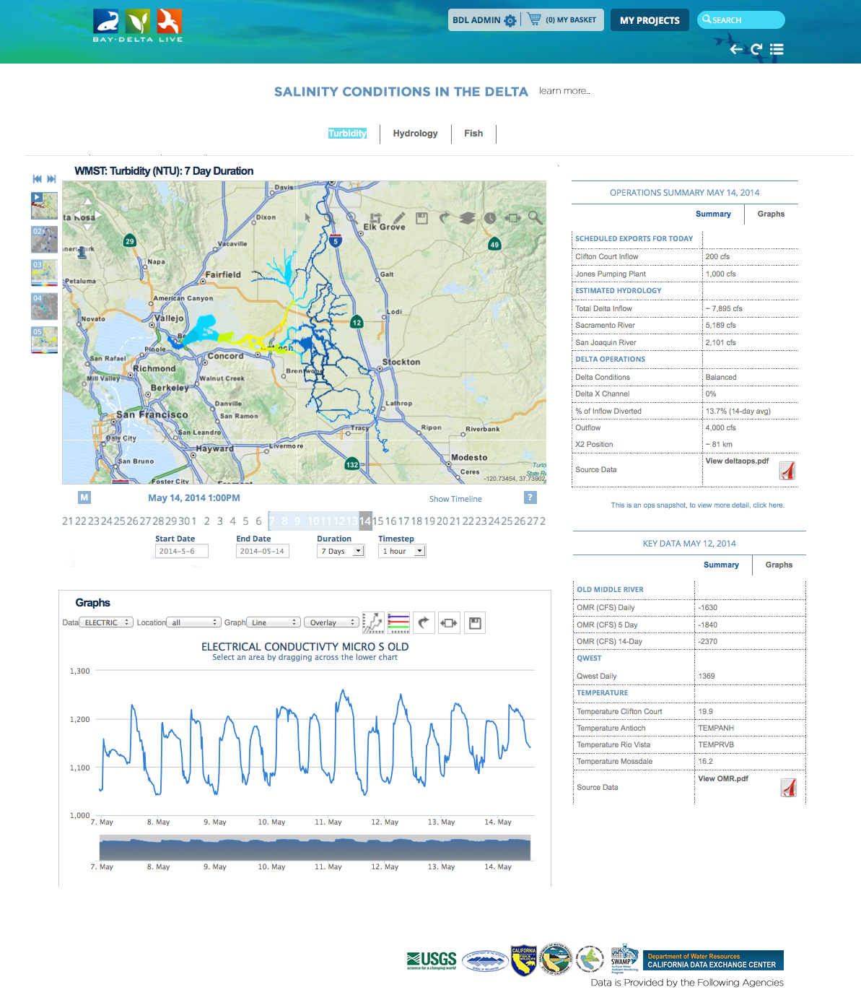 BAY-DELTA LIVE
BDL ADMIN
(0) MY BASKET
MY PROJECTS
SEARCH
SALINITY CONDITIONS IN THE DELTA learn more..
Turbidity Hydrology Fish
WMST: Turbidity (NTU): 7 Day Duration
02
03
04
05
Davis
Dixon
Elk Grove
29
5
49
Vacaville
Napa
Fairfield
Galt
Petaluma
American Canyon
Lodi
Novato
Vallejo
12
Pinole
Concord
San Rafael
Richmond
Stockton
Mill Valley
Walnut Creek
Brentwood
Berkeley
Danville
Lathrop
San Francisco
San Ramon
San Leandro
Tracy
Ripon
Riverbank
Daly City
Hayward
Livermore
San Bruno
132
Modesto
Ceres
Foster City
Fremont
-120.73454, 37.73902
M
May 14, 2014 1:00PM
Show Timeline
?
21 22 23 24 25 26 27 28 29 30 1 2 3 4 5 6 7 8 9 10 11 12 13 14 15 16 17 18 19 20 21 22 23 24 25 26 27 2
Start Date End Date Duration Timestep
2014-5-6 2014-05-14 7 Days 1 hour
OPERATIONS SUMMARY MAY 14, 2014
Summary Graphs
SCHEDULED EXPORTS FOR TODAY
Clifton Court Inflow 200 cfs
Jones Pumping Plant 1,000 cfs
ESTIMATED HYDROLOGY
Total Delta Inflow ~ 7,895 cfs
Sacramento River 5,189 cfs
San Joaquin River 2,101 cfs
DELTA OPERATIONS
Delta Conditions Balanced
Delta X Channel 0%
% of Inflow Diverted 13.7% (14-day avg)
Outflow 4,000 cfs
X2 Position ~ 81 km
Source Data View deltaops.pdf
This is an ops snapshot, to view more detail, click here.
KEY DATA MAY 12, 2014
Summary Graphs
OLD MIDDLE RIVER
OMR (CFS) Daily -1630
OMR (CFS) 5 Day -1840
OMR (CFS) 14-Day -2370
QWEST
Qwest Daily 1369
TEMPERATURE
Temperature Clifton Court 19.9
Temperature Antioch TEMPANH
Temperature Rio Vista TEMPRVB
Temperature Mossdale 16.2
Source Data View OMR.pdf
Graphs
Data ELECTRIC Location all Graph Line Overlay
ELECTRICAL CONDUCTIVTY MICRO S OLD
Select an area by dragging across the lower chart
1,300
1,200
1,100
1,000
7. May 8. May 9. May 10. May 11. May 12. May 13. May 14. May
7. May 8. May 9. May 10. May 11. May 12. May 13. May 14. May
USGS
science for a changing world
CALIFORNIA
FISH &
WILDLIFE
SWAMP
Surface Water
Ambient Monitoring
Program
Department of Water Resources
CALIFORNIA DATA EXCHANGE CENTER
Data is Provided by the Following Agencies